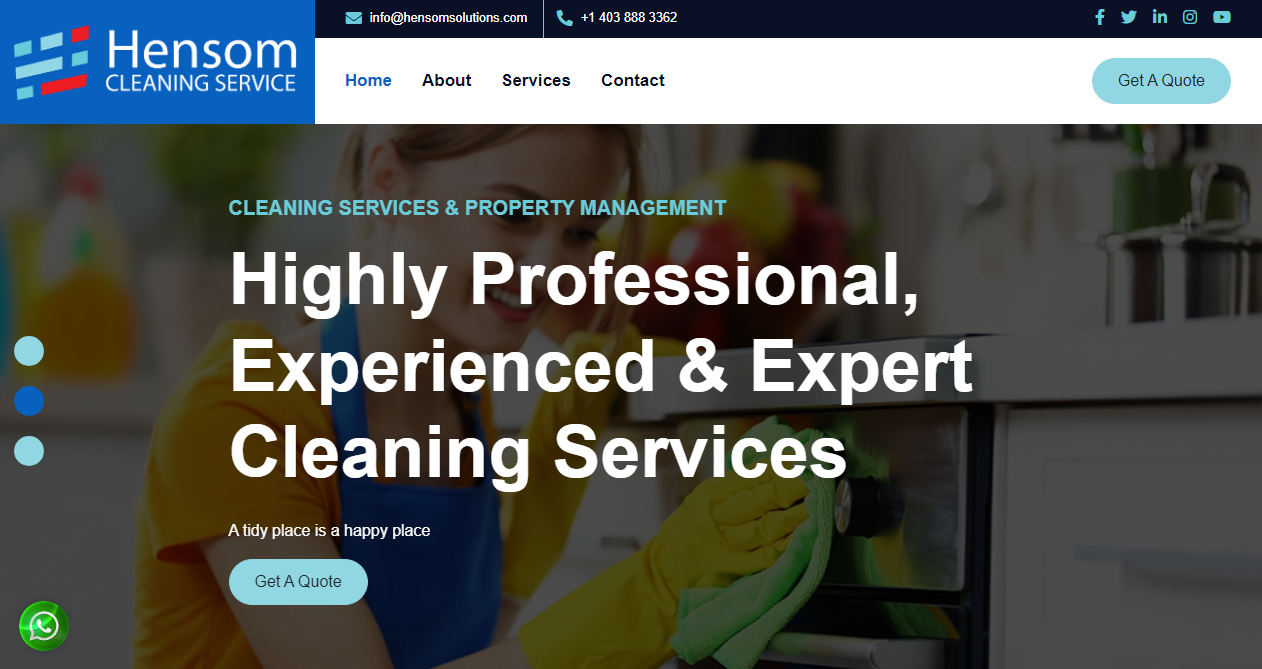 Hensom
CLEANING SERVICE
info@hensomsolutions.com
+1 403 888 3362
Home
About
Services
Contact
Get A Quote
CLEANING SERVICES & PROPERTY MANAGEMENT
Highly Professional,
Experienced & Expert
Cleaning Services
A tidy place is a happy place
Get A Quote